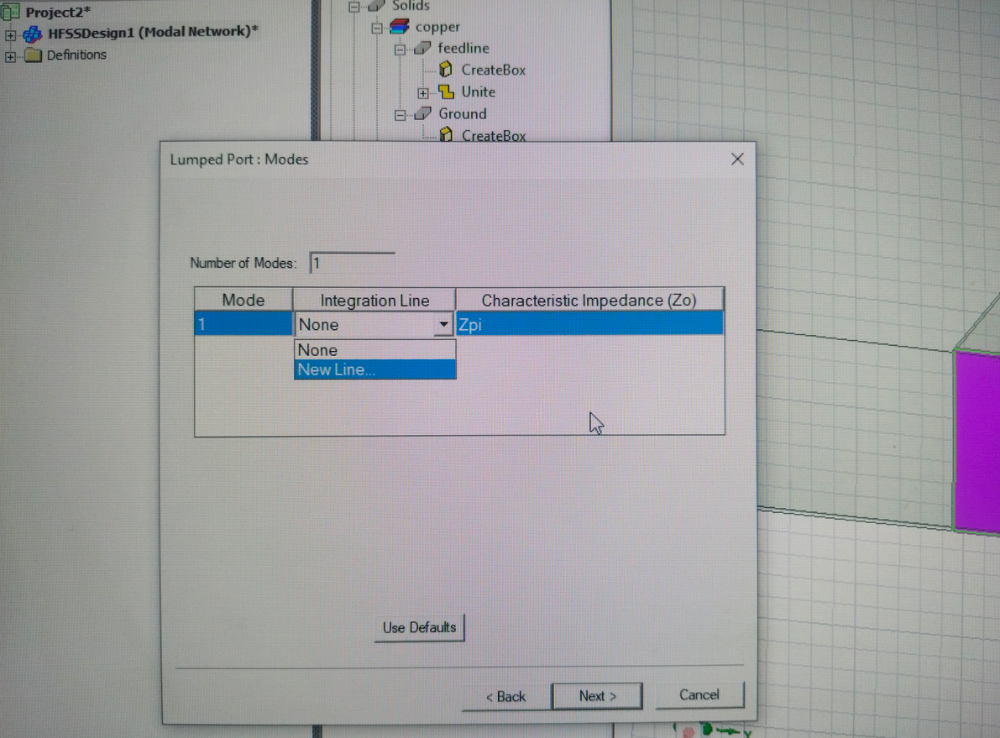 Project2*
HFSSDesign1 (Modal Network)*
Definitions
Solids
copper
feedline
CreateBox
Unite
Ground
CreateBox
Lumped Port : Modes
Number of Modes: 1
Mode Integration Line Characteristic Impedance (Zo)
1 None Zpi
None
New Line...
Use Defaults
< Back Next > Cancel
Y